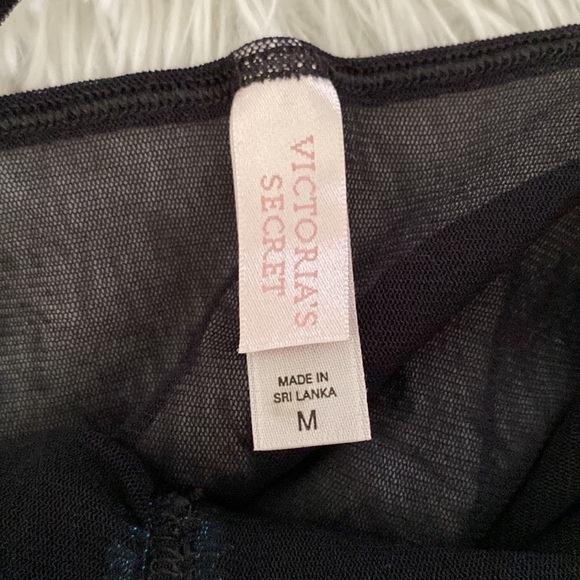 VICTORIA'S
SECRET
MADE IN
SRI LANKA
M